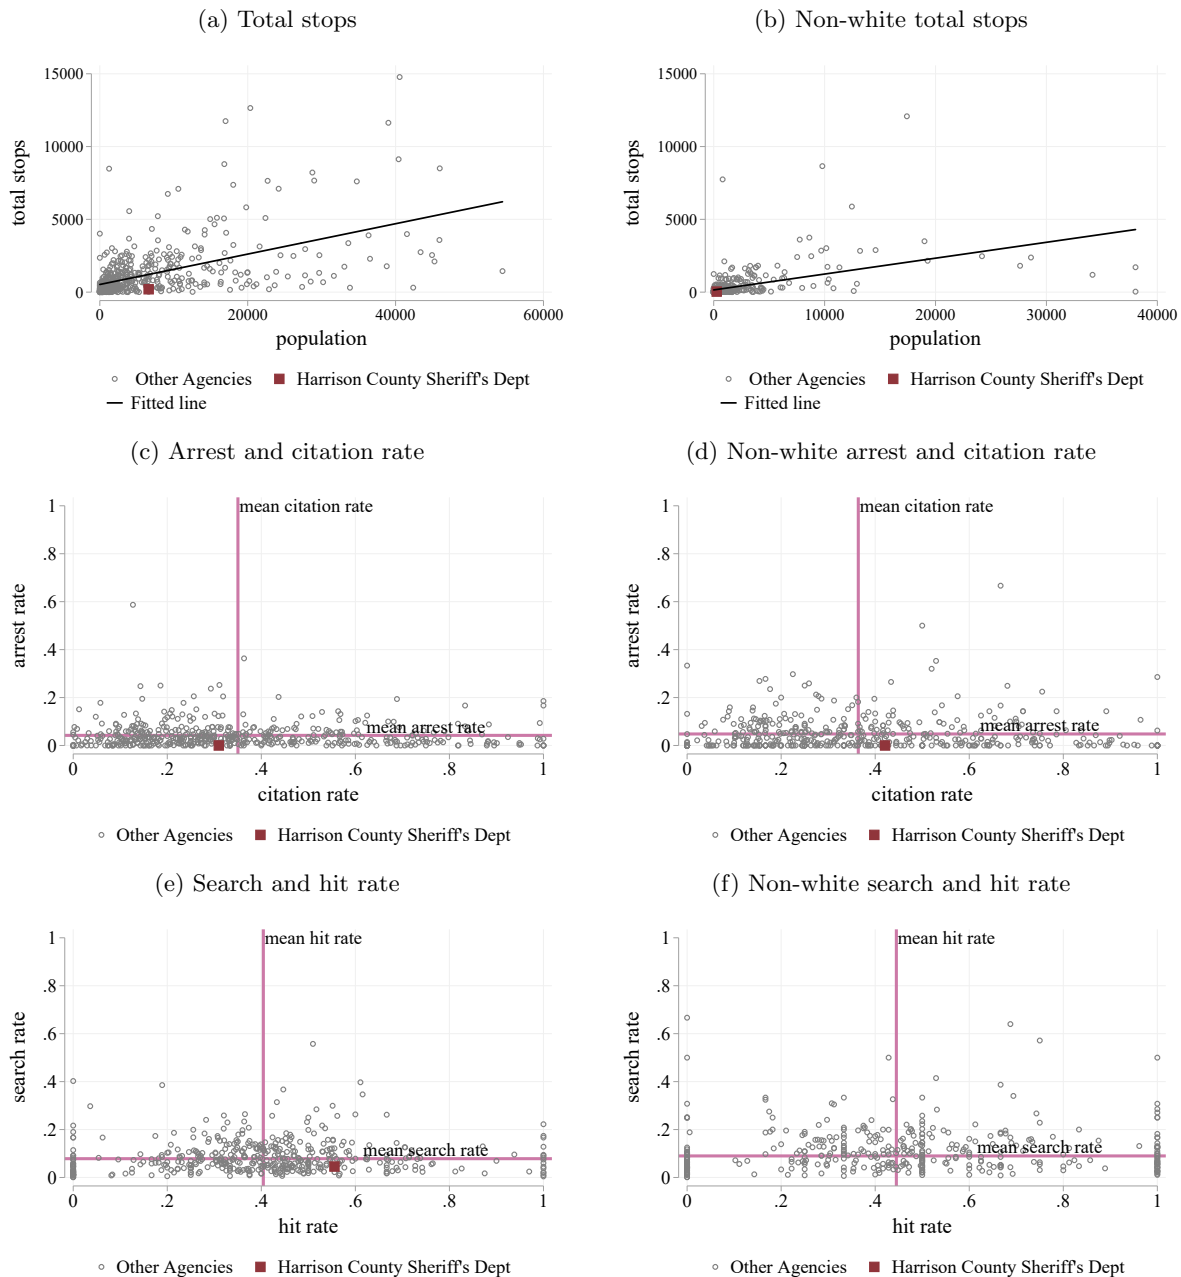 (a) Total stops
15000
10000
5000
0
total stops
0 20000 40000 60000
population
Other Agencies Harrison County Sheriff's Dept
Fitted line
(b) Non-white total stops
15000
10000
5000
0
total stops
0 10000 20000 30000 40000
population
Other Agencies Harrison County Sheriff's Dept
Fitted line
(c) Arrest and citation rate
mean citation rate
1
.8
.6
.4
.2
0
arrest rate
mean arrest rate
0 .2 .4 .6 .8 1
citation rate
Other Agencies Harrison County Sheriff's Dept
(d) Non-white arrest and citation rate
mean citation rate
1
.8
.6
.4
.2
0
arrest rate
mean arrest rate
0 .2 .4 .6 .8 1
citation rate
Other Agencies Harrison County Sheriff's Dept
(e) Search and hit rate
mean hit rate
1
.8
.6
.4
.2
0
search rate
mean search rate
0 .2 .4 .6 .8 1
hit rate
Other Agencies Harrison County Sheriff's Dept
(f) Non-white search and hit rate
mean hit rate
1
.8
.6
.4
.2
0
search rate
mean search rate
0 .2 .4 .6 .8 1
hit rate
Other Agencies Harrison County Sheriff's Dept